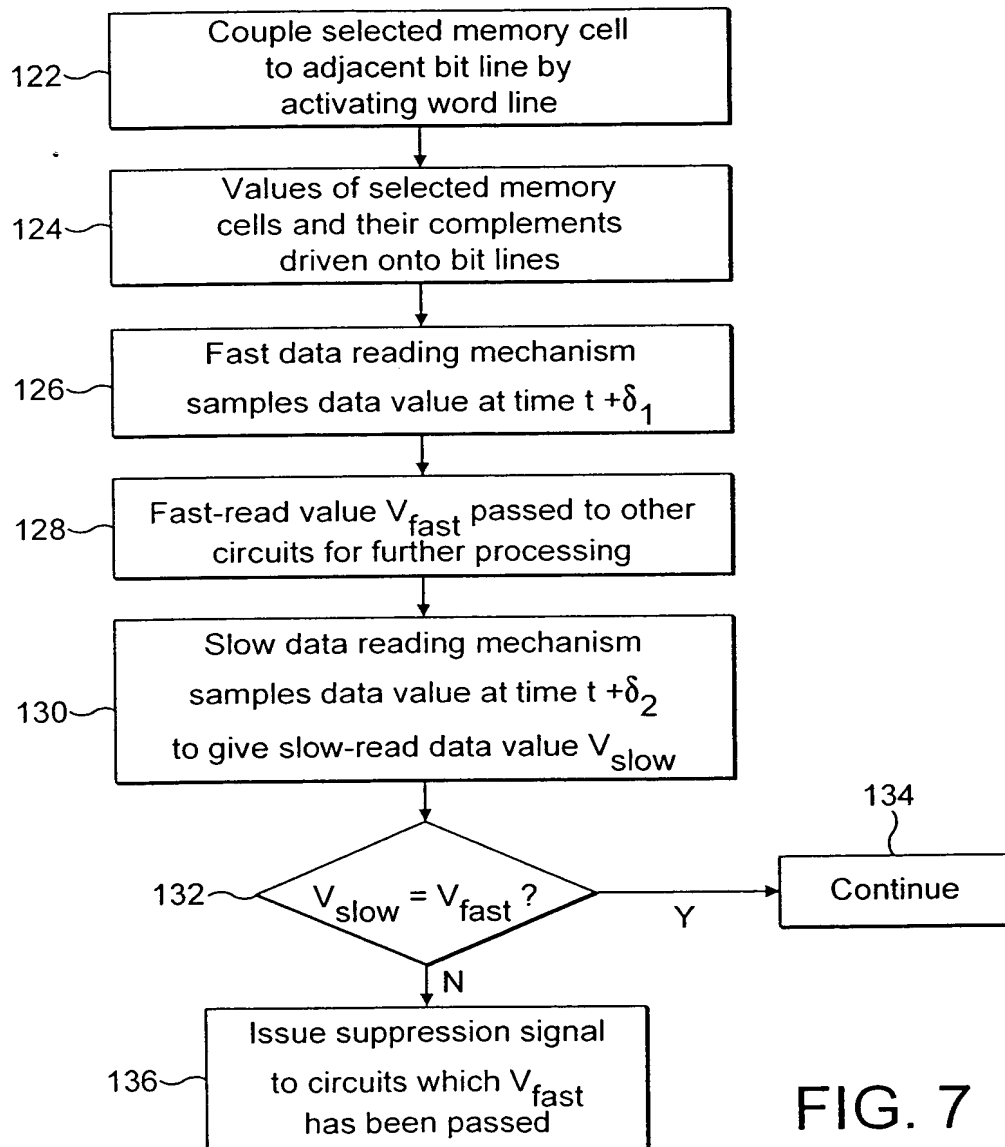 122
Couple selected memory cell
to adjacent bit line by
activating word line
124
Values of selected memory
cells and their complements
driven onto bit lines
126
Fast data reading mechanism
samples data value at time t +δ1
128
Fast-read value Vfast passed to other
circuits for further processing
130
Slow data reading mechanism
samples data value at time t +δ2
to give slow-read data value Vslow
132
Vslow = Vfast ?
Y
134
Continue
N
136
Issue suppression signal
to circuits which Vfast
has been passed
FIG. 7